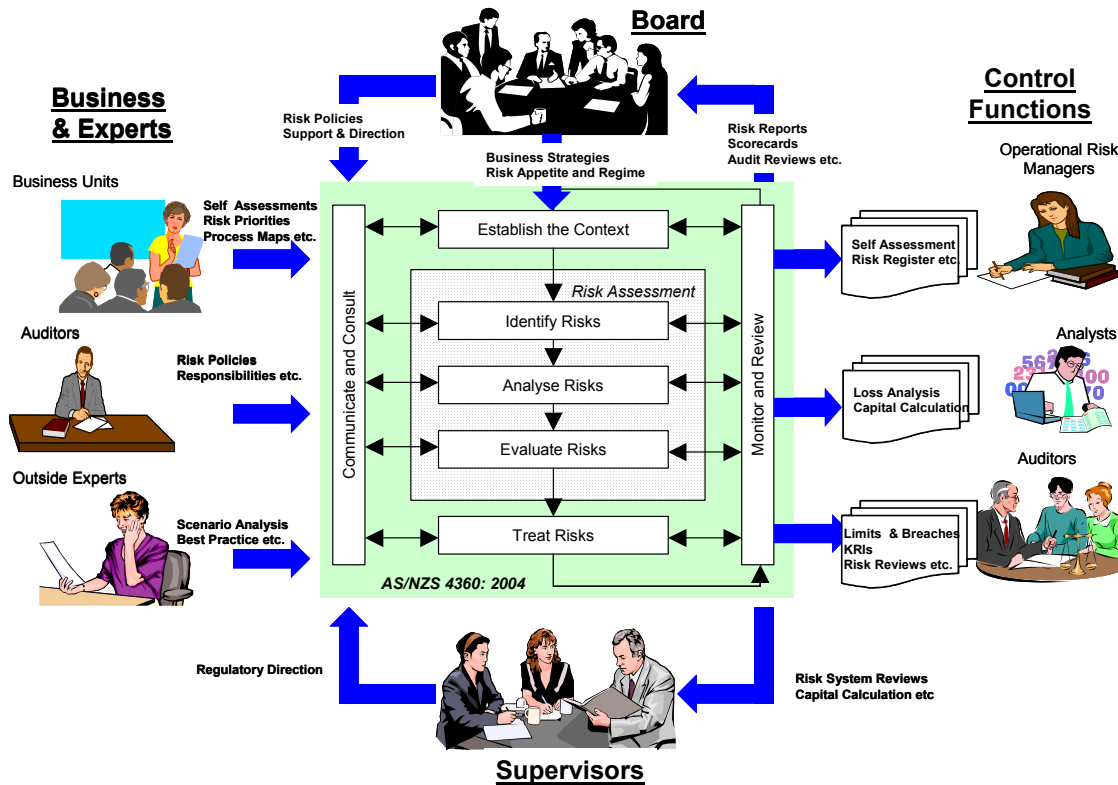 Board
Business
& Experts
Control
Functions
Risk Policies
Support & Direction
Business Strategies
Risk Appetite and Regime
Risk Reports
Scorecards
Audit Reviews etc.
Business Units
Self Assessments
Risk Priorities
Process Maps etc.
Auditors
Risk Policies
Responsibilities etc.
Outside Experts
Scenario Analysis
Best Practice etc.
Communicate and Consult
Establish the Context
Risk Assessment
Identify Risks
Analyse Risks
Evaluate Risks
Treat Risks
AS/NZS 4360: 2004
Monitor and Review
Operational Risk
Managers
Self Assessment
Risk Register etc.
Analysts
Loss Analysis
Capital Calculation
Auditors
Limits & Breaches
KRIs
Risk Reviews etc.
Regulatory Direction
Risk System Reviews
Capital Calculation etc
Supervisors